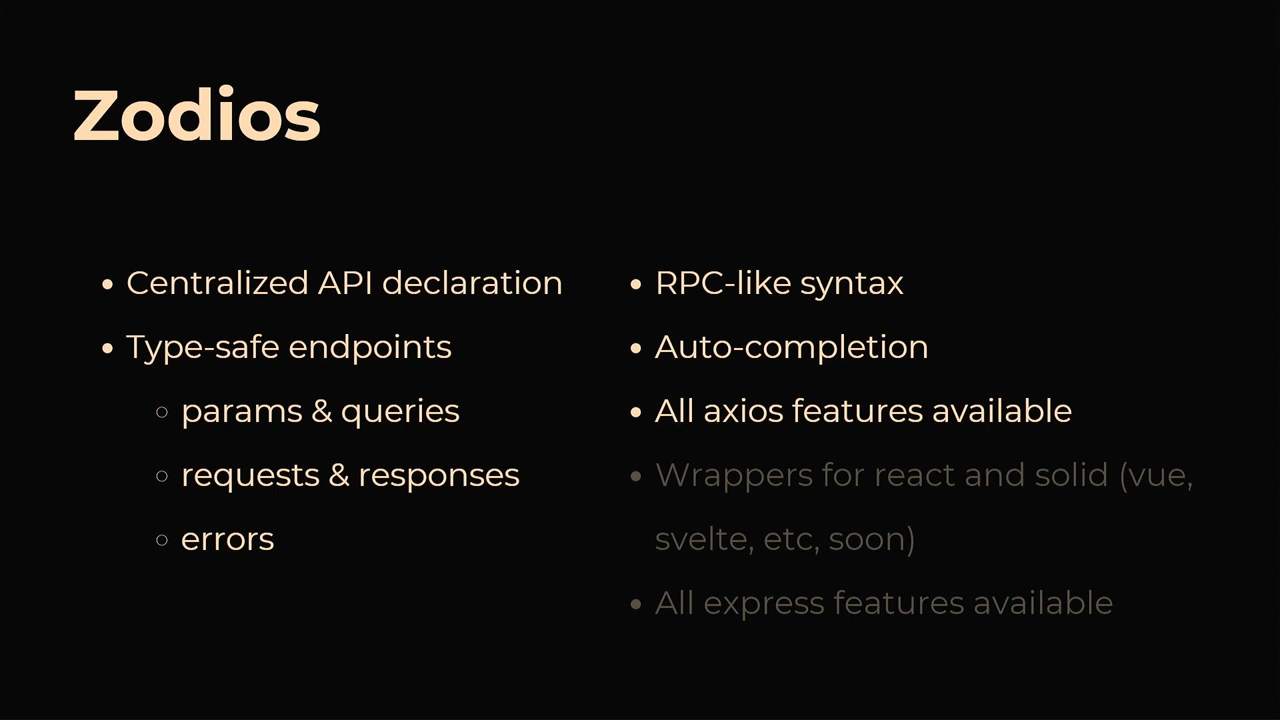 Zodios
• Centralized API declaration
• Type-safe endpoints
○ params & queries
○ requests & responses
○ errors
• RPC-like syntax
• Auto-completion
• All axios features available
• Wrappers for react and solid (vue,
svelte, etc, soon)
• All express features available